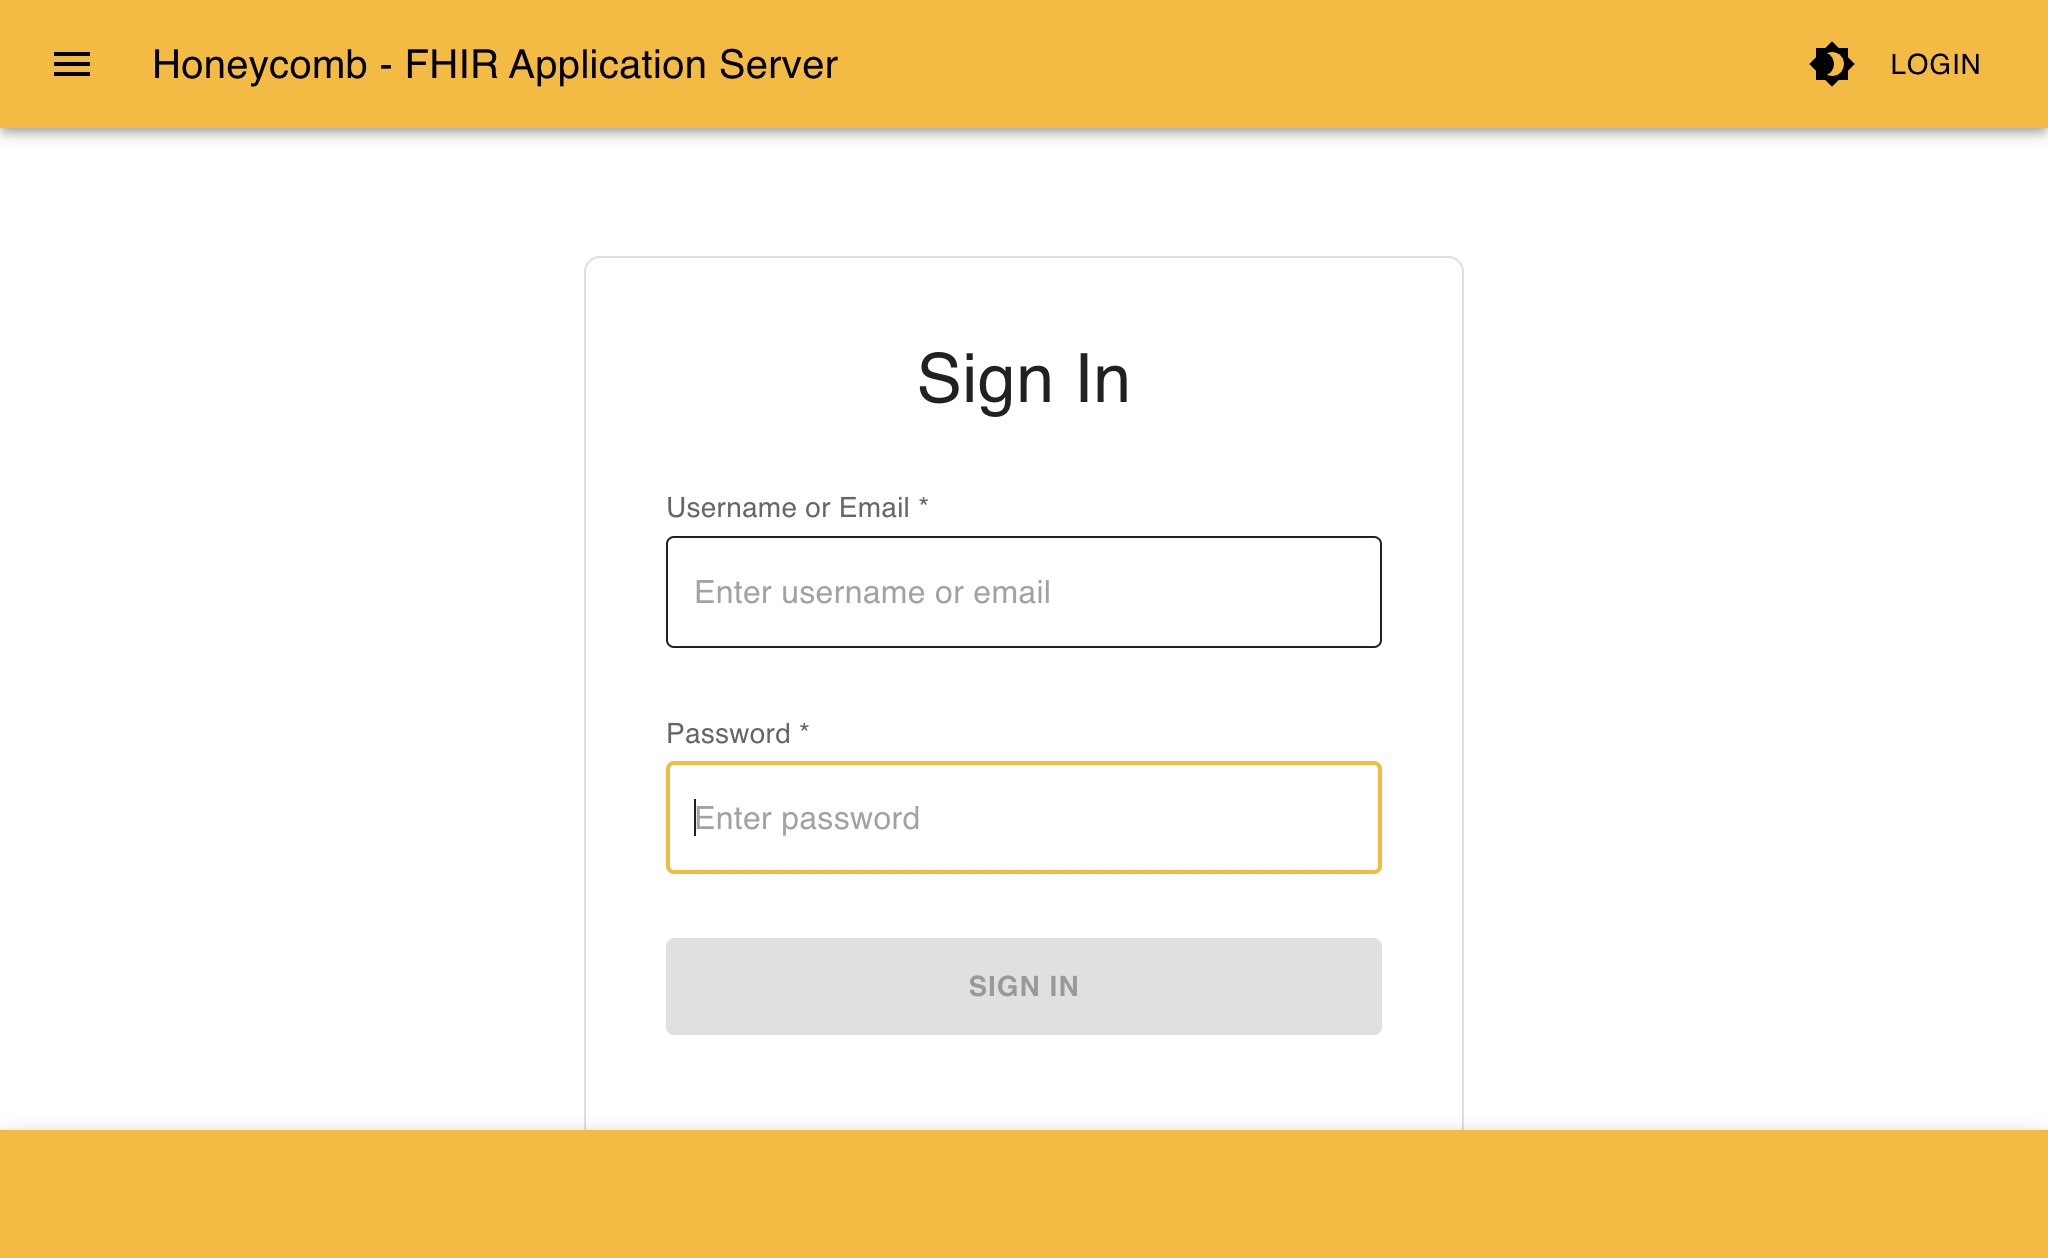 Honeycomb - FHIR Application Server
LOGIN
Sign In
Username or Email *
Enter username or email
Password *
Enter password
SIGN IN